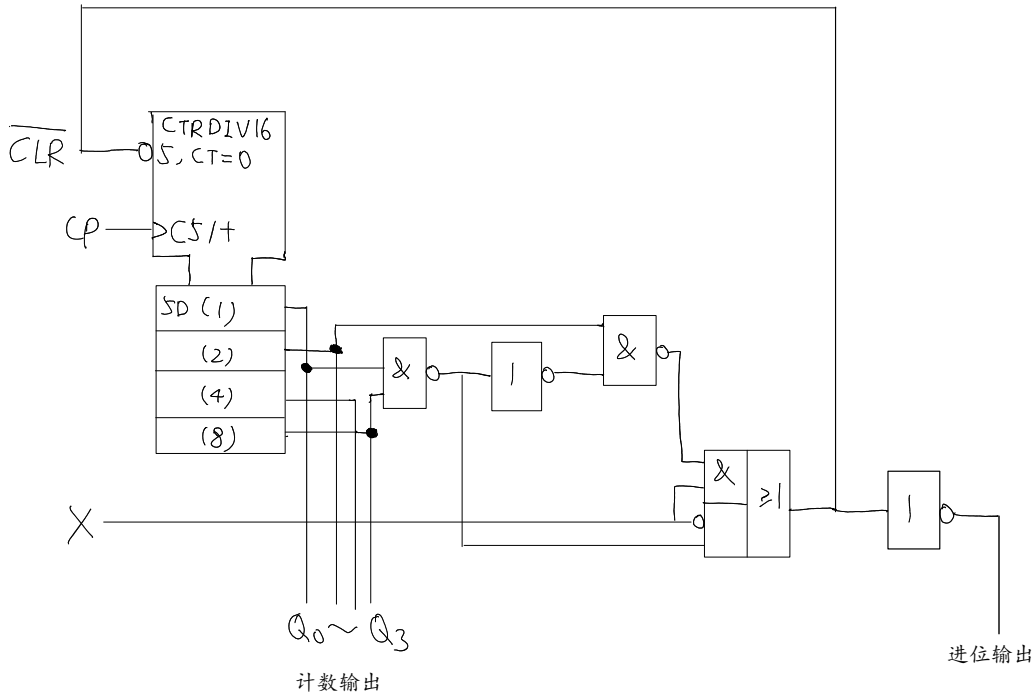 CTRDIV16
C̅L̅R̅
5, CT=0
CP
C5/+
5D (1)
(2)
(4)
(8)
&
1
&
&
≥1
1
X
Q₀~Q₃
计数输出
进位输出